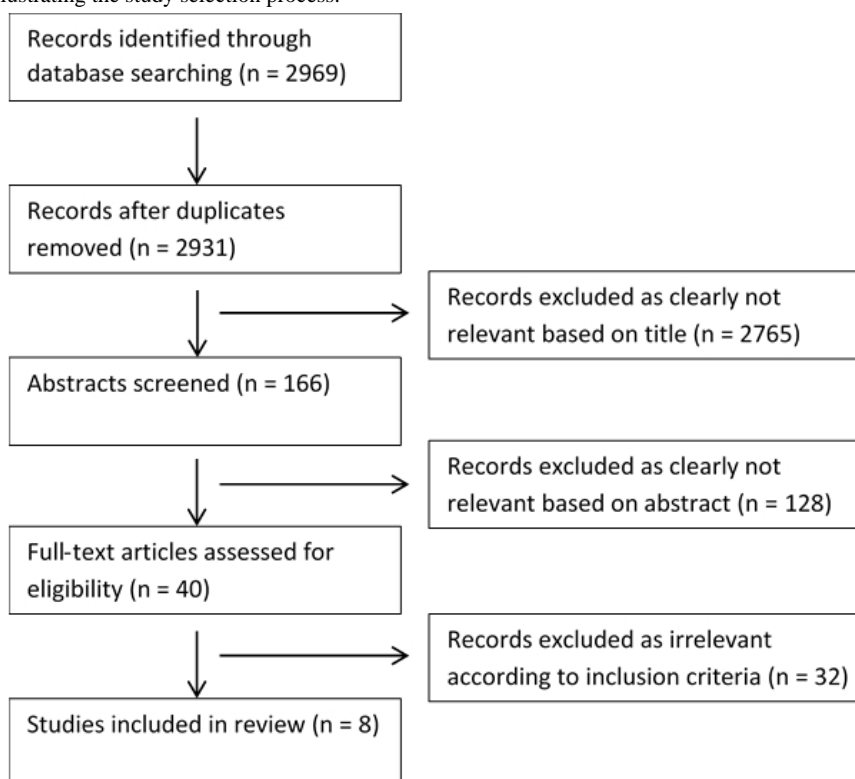 lustrating the study selection process.
Records identified through
database searching (n = 2969)
Records after duplicates
removed (n = 2931)
Records excluded as clearly not
relevant based on title (n = 2765)
Abstracts screened (n = 166)
Records excluded as clearly not
relevant based on abstract (n = 128)
Full-text articles assessed for
eligibility (n = 40)
Records excluded as irrelevant
according to inclusion criteria (n = 32)
Studies included in review (n = 8)